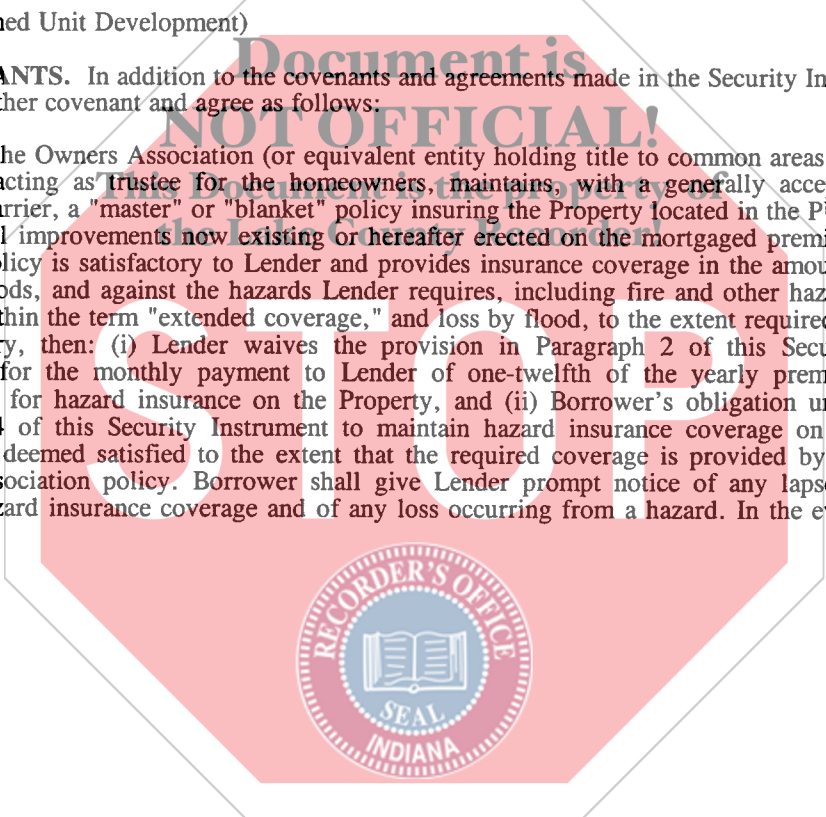 ned Unit Development)
Document is
ANTS. In addition to the covenants and agreements made in the Security In
ther covenant and agree as follows:
NOT OFFICIAL!
he Owners Association (or equivalent entity holding title to common areas
acting as trustee for the homeowners, maintains, with a generally acce
This Document is the property of
arrier, a "master" or "blanket" policy insuring the Property located in the P
the Lake County Recorder!
l improvements now existing or hereafter erected on the mortgaged premi
olicy is satisfactory to Lender and provides insurance coverage in the amou
ods, and against the hazards Lender requires, including fire and other haz
thin the term "extended coverage," and loss by flood, to the extent required
ry, then: (i) Lender waives the provision in Paragraph 2 of this Secu
for the monthly payment to Lender of one-twelfth of the yearly prem
for hazard insurance on the Property, and (ii) Borrower's obligation u
4 of this Security Instrument to maintain hazard insurance coverage on
deemed satisfied to the extent that the required coverage is provided by
sociation policy. Borrower shall give Lender prompt notice of any laps
zard insurance coverage and of any loss occurring from a hazard. In the e
STOP
RECORDER'S OFFICE
SEAL
INDIANA